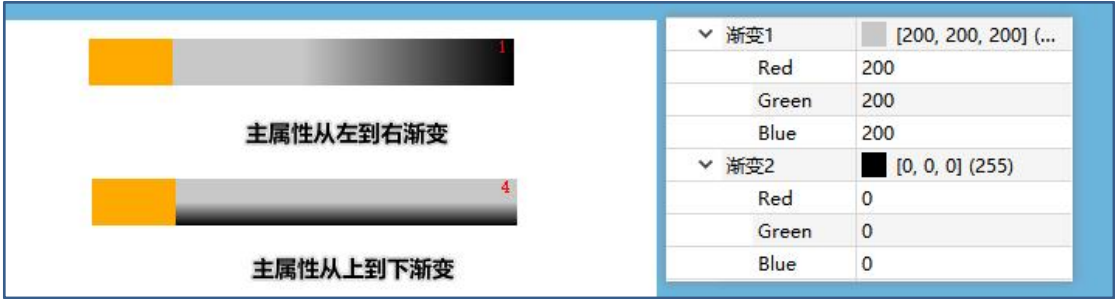 1
主属性从左到右渐变
4
主属性从上到下渐变
渐变1 [200, 200, 200] (...
Red 200
Green 200
Blue 200
渐变2 [0, 0, 0] (255)
Red 0
Green 0
Blue 0